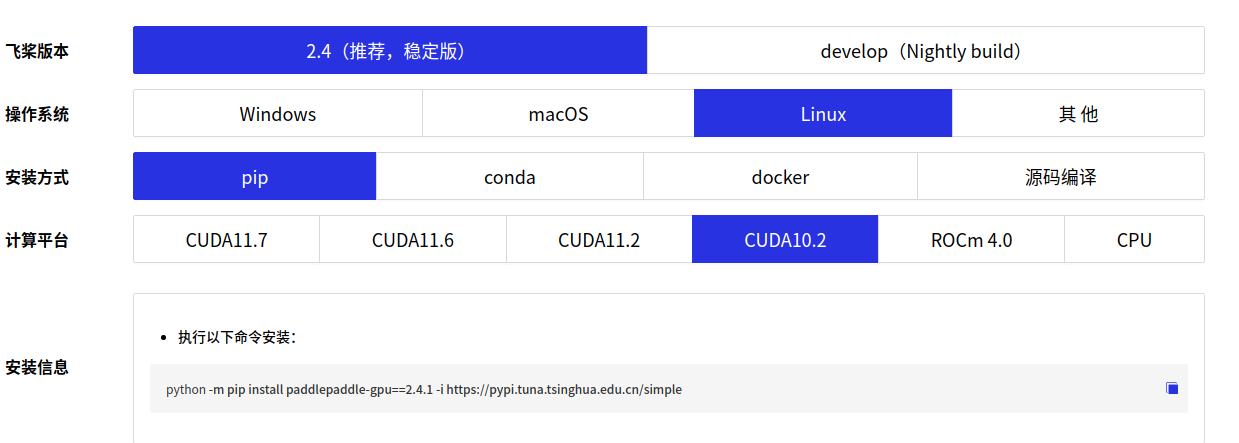 飞桨版本 2.4（推荐，稳定版） develop（Nightly build）
操作系统 Windows macOS Linux 其 他
安装方式 pip conda docker 源码编译
计算平台 CUDA11.7 CUDA11.6 CUDA11.2 CUDA10.2 ROCm 4.0 CPU
• 执行以下命令安装：
安装信息
python -m pip install paddlepaddle-gpu==2.4.1 -i https://pypi.tuna.tsinghua.edu.cn/simple